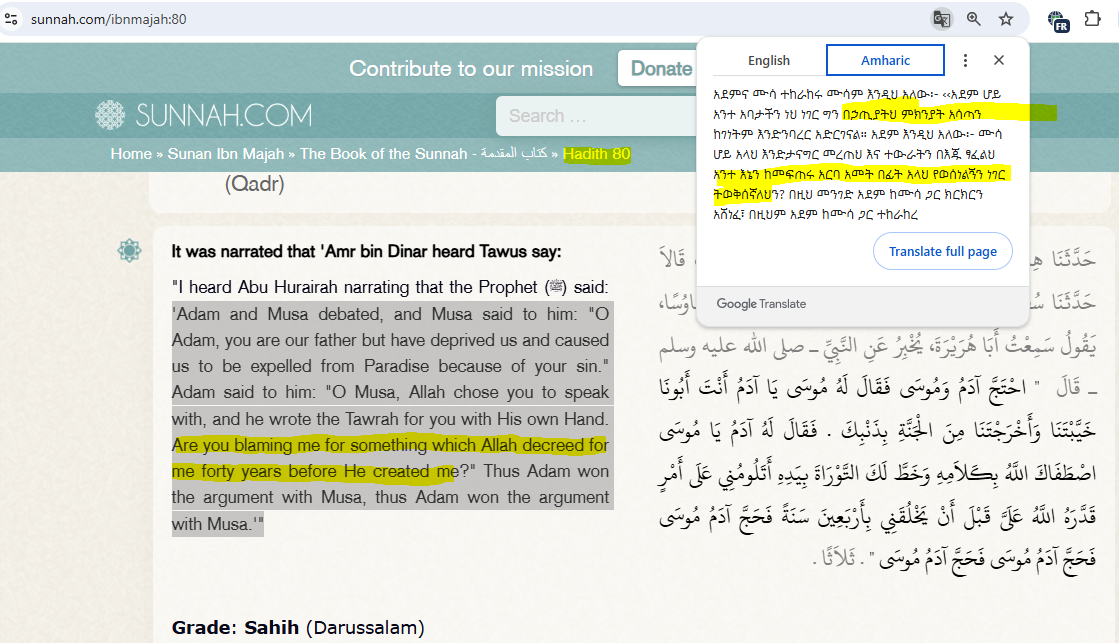 sunnah.com/ibnmajah:80
FR
Contribute to our mission
Donate
SUNNAH.COM
Search …
Home » Sunan Ibn Majah » The Book of the Sunnah - كتاب المقدمة » Hadith 80
(Qadr)
English
Amharic
አደምና ሙሳ ተከራከሩ ሙሳም እንዲህ አለው፡- ‹‹አደም ሆይ
አንተ አባታችን ነህ ነገር ግን በኃጢያትህ ምክንያት አሳጣን
ከገነትም እንድንባረር አድርገናል። አደም እንዲህ አለው፡- ሙሳ
ሆይ አላህ እንድታናግር መረጠህ እና ተውራትን በእጁ ፃፈልህ
አንተ እኔን ከመፍጠሩ አርባ አመት በፊት አላህ የወሰነልኝን ነገር
ትወቅሰኛለህን? በዚህ መንገድ አደም ከሙሳ ጋር ክርክርን
አሸነፈ፣ በዚህም አደም ከሙሳ ጋር ተከራከረ
Translate full page
Google Translate
It was narrated that 'Amr bin Dinar heard Tawus say:
"I heard Abu Hurairah narrating that the Prophet (ﷺ) said:
'Adam and Musa debated, and Musa said to him: "O
Adam, you are our father but have deprived us and caused
us to be expelled from Paradise because of your sin."
Adam said to him: "O Musa, Allah chose you to speak
with, and he wrote the Tawrah for you with His own Hand.
Are you blaming me for something which Allah decreed for
me forty years before He created me?" Thus Adam won
the argument with Musa, thus Adam won the argument
with Musa.'"
حَدَّثَنَا قَالاَ
حَدَّثَنَا
يَقُولُ سَمِعْتُ أَبَا هُرَيْرَةَ، يُخْبِرُ عَنِ النَّبِيِّ ـ صلى الله عليه وسلم
ـ قَالَ " احْتَجَّ آدَمُ وَمُوسَى فَقَالَ لَهُ مُوسَى يَا آدَمُ أَنْتَ أَبُونَا
خَيَّبْتَنَا وَأَخْرَجْتَنَا مِنَ الْجَنَّةِ بِذَنْبِكَ . فَقَالَ لَهُ آدَمُ يَا مُوسَى
اصْطَفَاكَ اللَّهُ بِكَلاَمِهِ وَخَطَّ لَكَ التَّوْرَاةَ بِيَدِهِ أَتَلُومُنِي عَلَى أَمْرٍ
قَدَّرَهُ اللَّهُ عَلَىَّ قَبْلَ أَنْ يَخْلُقَنِي بِأَرْبَعِينَ سَنَةً فَحَجَّ آدَمُ مُوسَى
فَحَجَّ آدَمُ مُوسَى فَحَجَّ آدَمُ مُوسَى " . ثَلاَثًا .
Grade: Sahih (Darussalam)